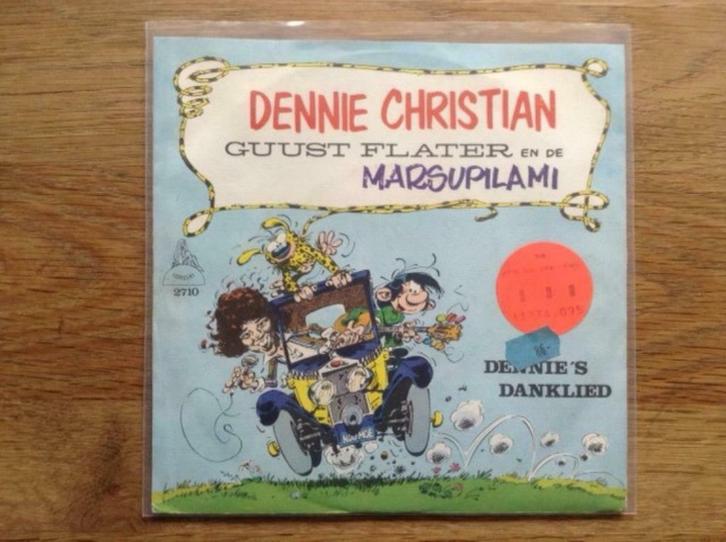 DENNIE CHRISTIAN
GUUST FLATER EN DE
MARSUPILAMI
2710
DENNIE'S
DANKLIED